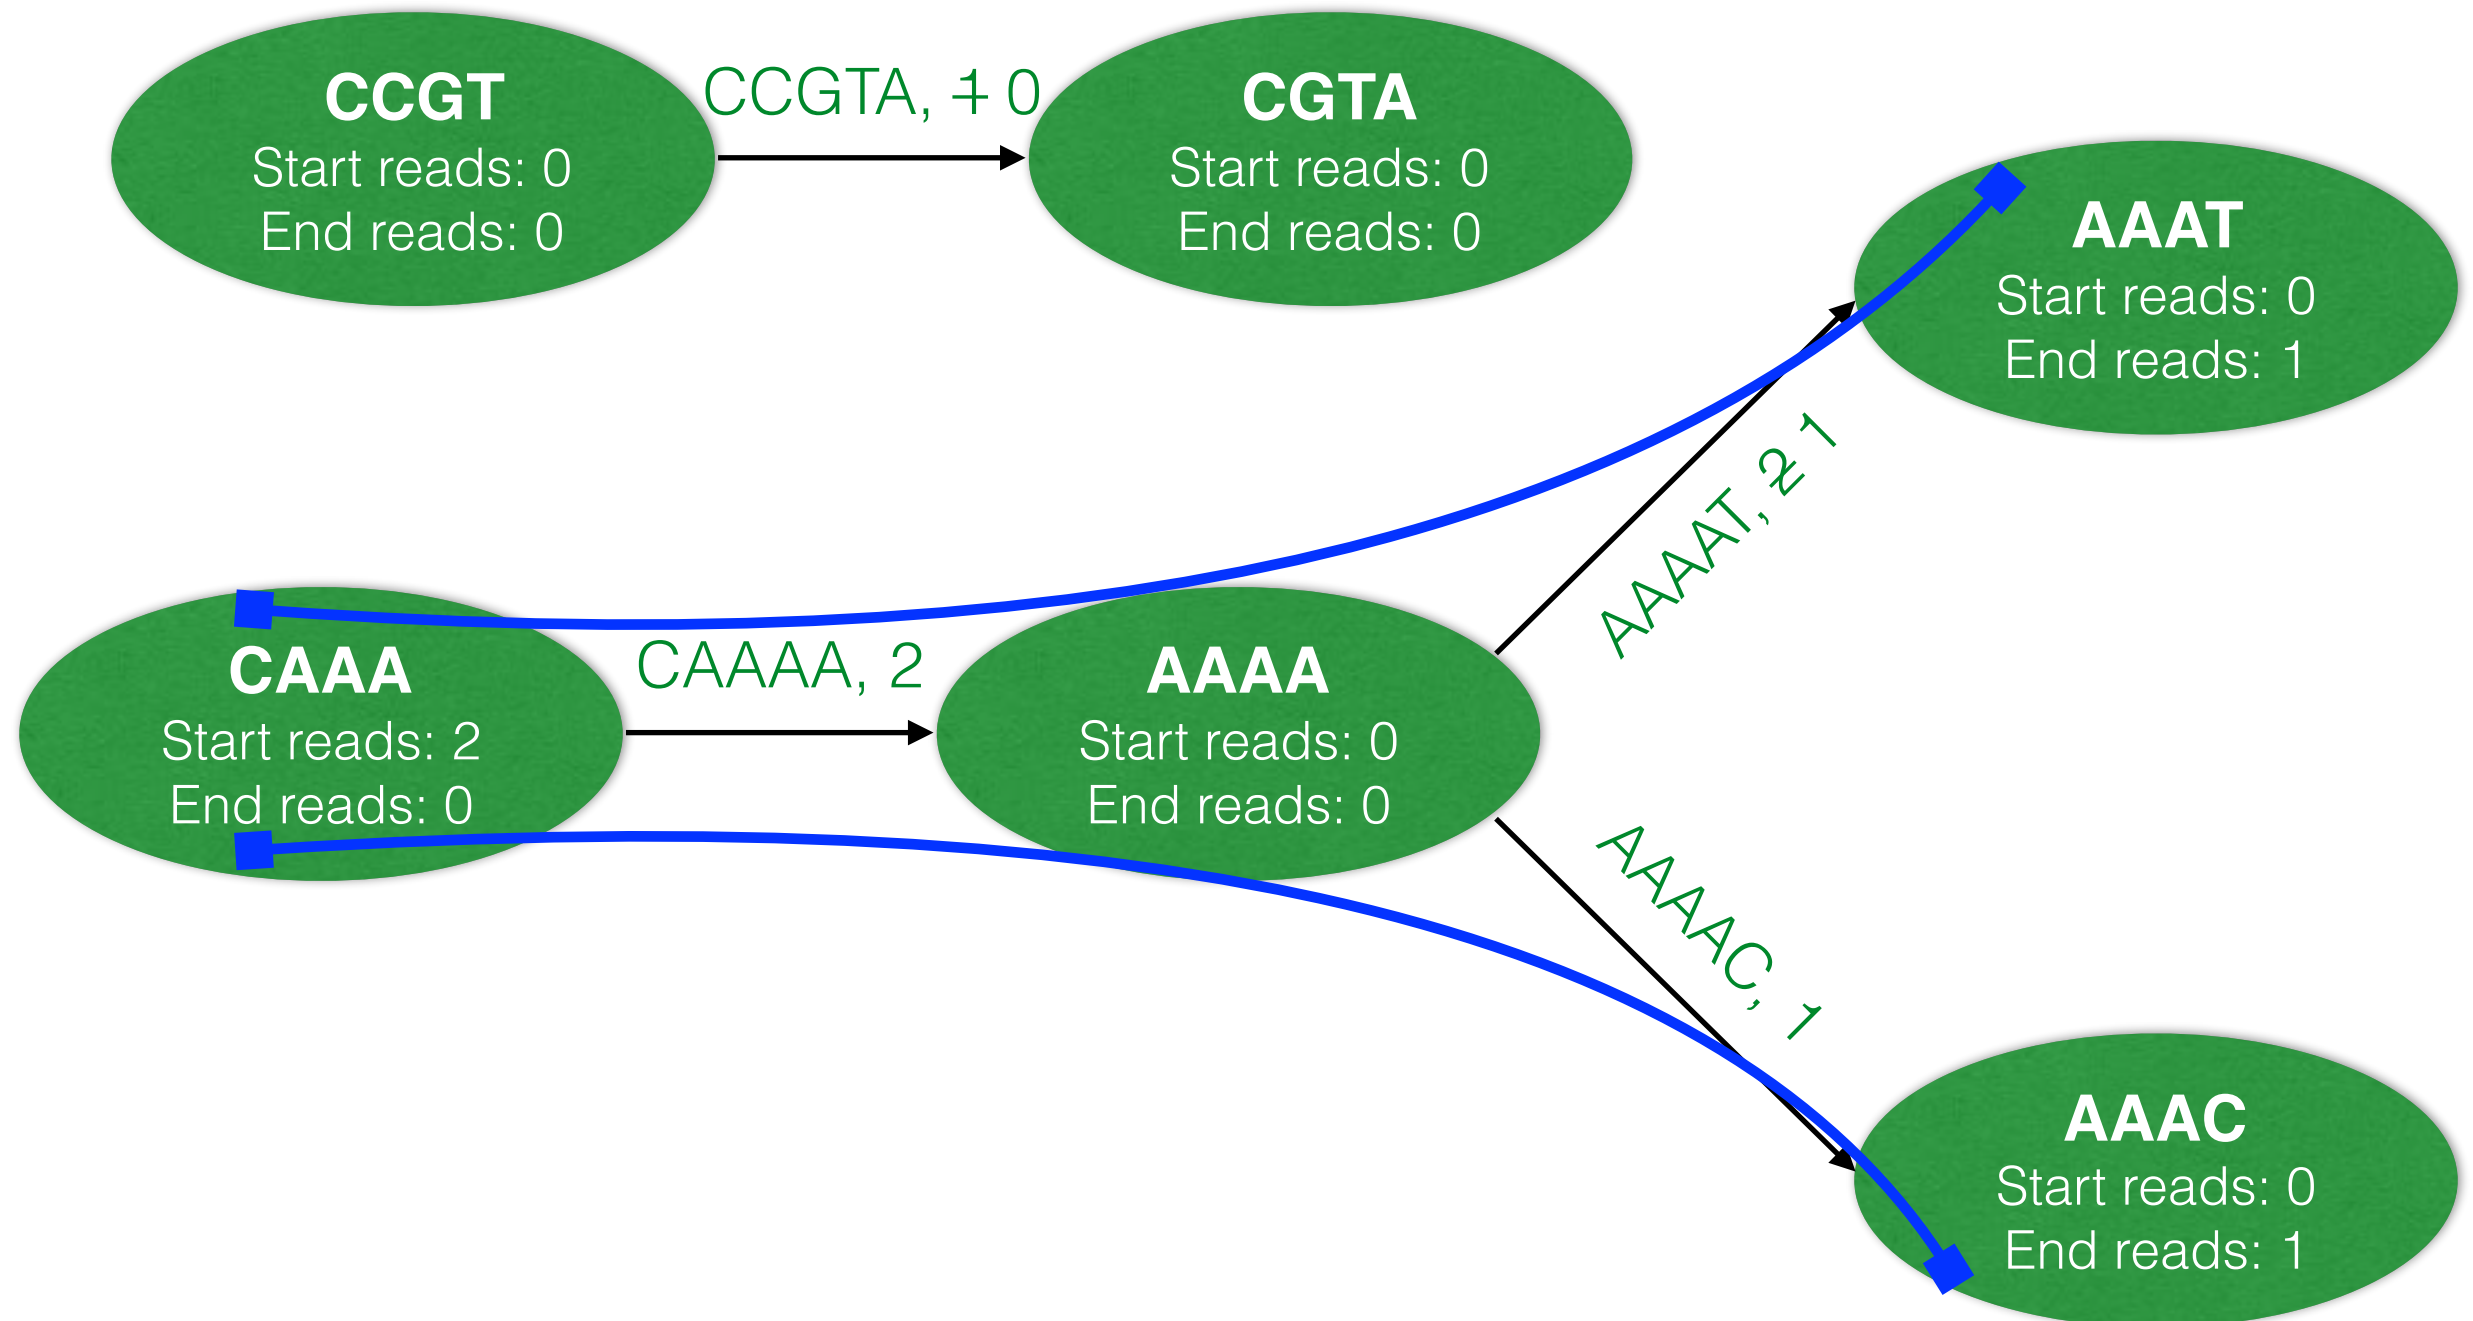 CCGT
Start reads: 0
End reads: 0
CCGTA, 1 0
CGTA
Start reads: 0
End reads: 0
AAAT
Start reads: 0
End reads: 1
AAAAT, 2 1
CAAA
Start reads: 2
End reads: 0
CAAAA, 2
AAAA
Start reads: 0
End reads: 0
AAAAC, 1
AAAC
Start reads: 0
End reads: 1